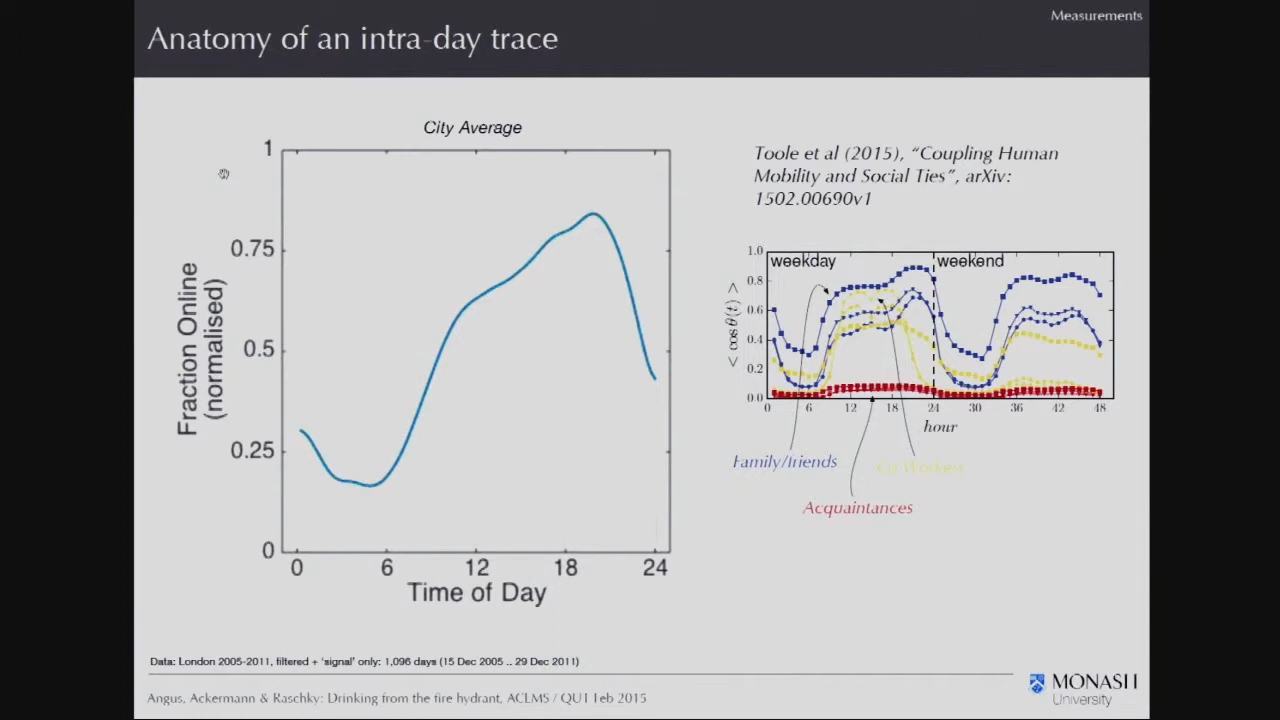 Measurements
Anatomy of an intra-day trace
City Average
1
0.75
0.5
0.25
0
Fraction Online
(normalised)
0 6 12 18 24
Time of Day
Toole et al (2015), “Coupling Human
Mobility and Social Ties”, arXiv:
1502.00690v1
weekday weekend
1.0
0.8
0.6
0.4
0.2
0.0
< cos θ(t) >
0 6 12 18 24 30 36 42 48
hour
Family/friends
Co-Workers
Acquaintances
Data: London 2005-2011, filtered + ‘signal’ only: 1,096 days (15 Dec 2005 .. 29 Dec 2011)
Angus, Ackermann & Raschky: Drinking from the fire hydrant, ACEMS / QUT Feb 2015
MONASH
University